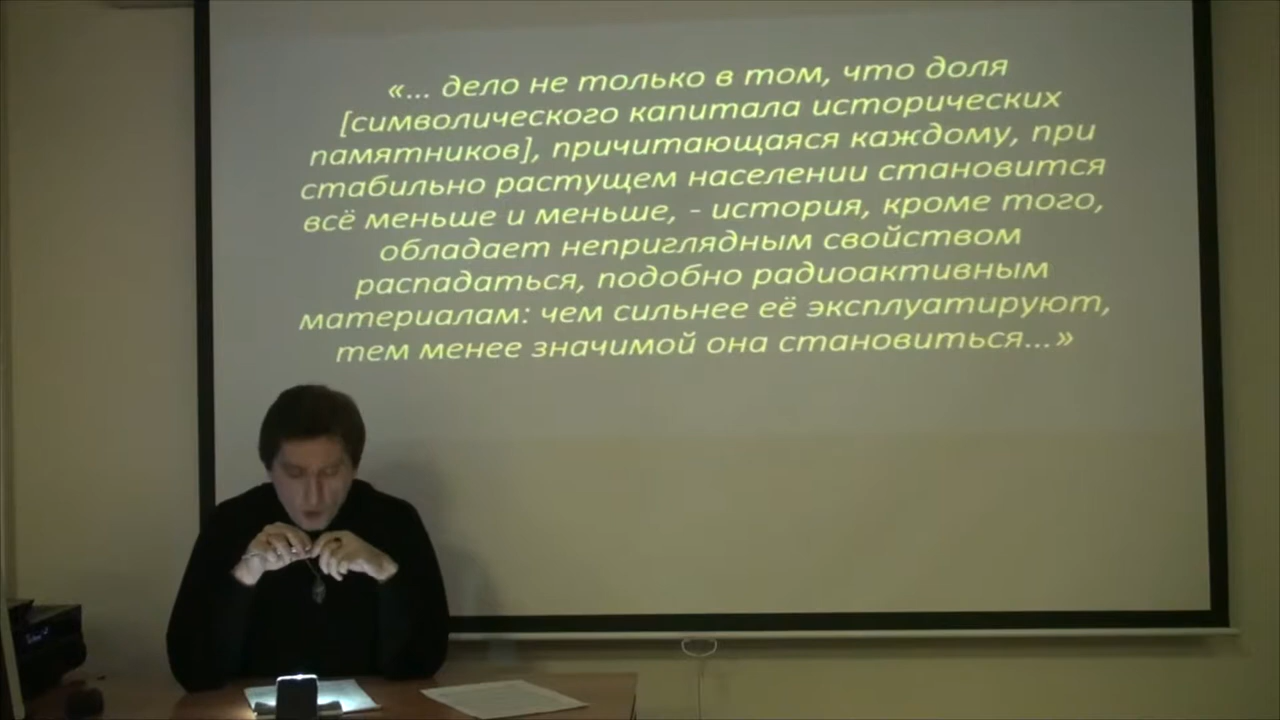 «... дело не только в том, что доля
[символического капитала исторических
памятников], причитающаяся каждому, при
стабильно растущем населении становится
всё меньше и меньше, - история, кроме того,
обладает неприглядным свойством
распадаться, подобно радиоактивным
материалам: чем сильнее её эксплуатируют,
тем менее значимой она становиться...»